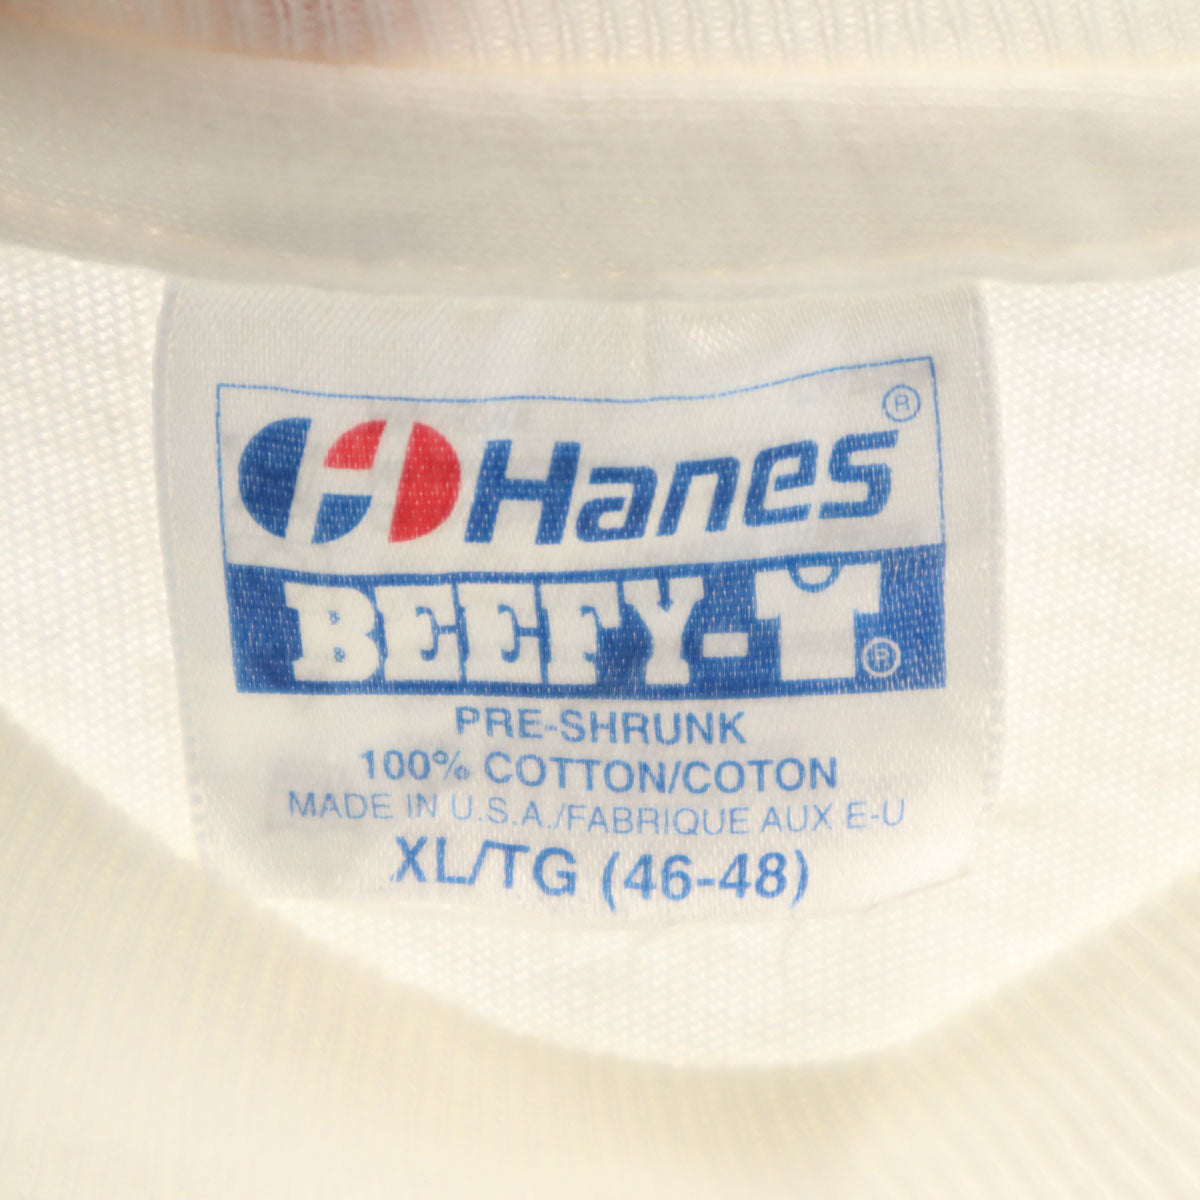 Hanes®
BEEFY-T®
PRE-SHRUNK
100% COTTON/COTON
MADE IN U.S.A./FABRIQUE AUX E-U
XL/TG (46-48)